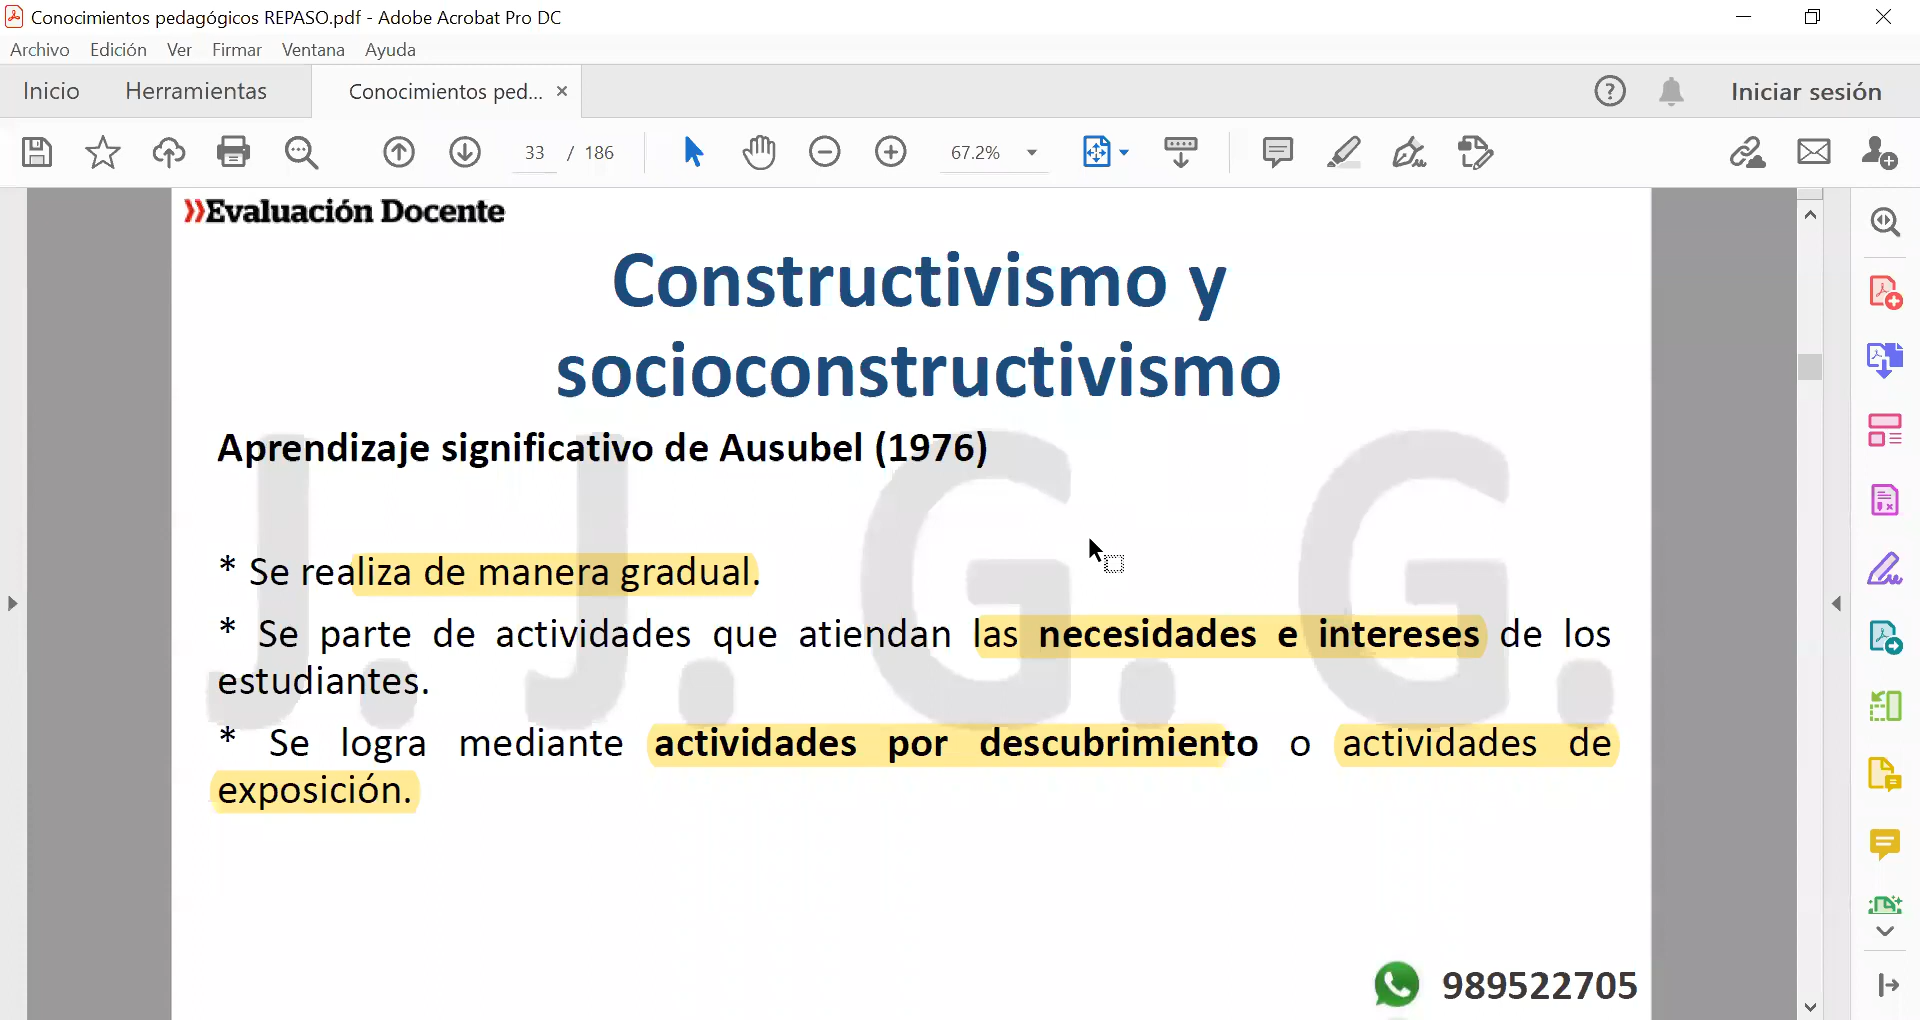 Conocimientos pedagógicos REPASO.pdf - Adobe Acrobat Pro DC
Archivo Edición Ver Firmar Ventana Ayuda
Inicio Herramientas Conocimientos ped... × Iniciar sesión
33 / 186 67.2%
»Evaluación Docente
Constructivismo y
socioconstructivismo
Aprendizaje significativo de Ausubel (1976)
* Se realiza de manera gradual.
* Se parte de actividades que atiendan las necesidades e intereses de los
estudiantes.
* Se logra mediante actividades por descubrimiento o actividades de
exposición.
J. J. G. G.
989522705